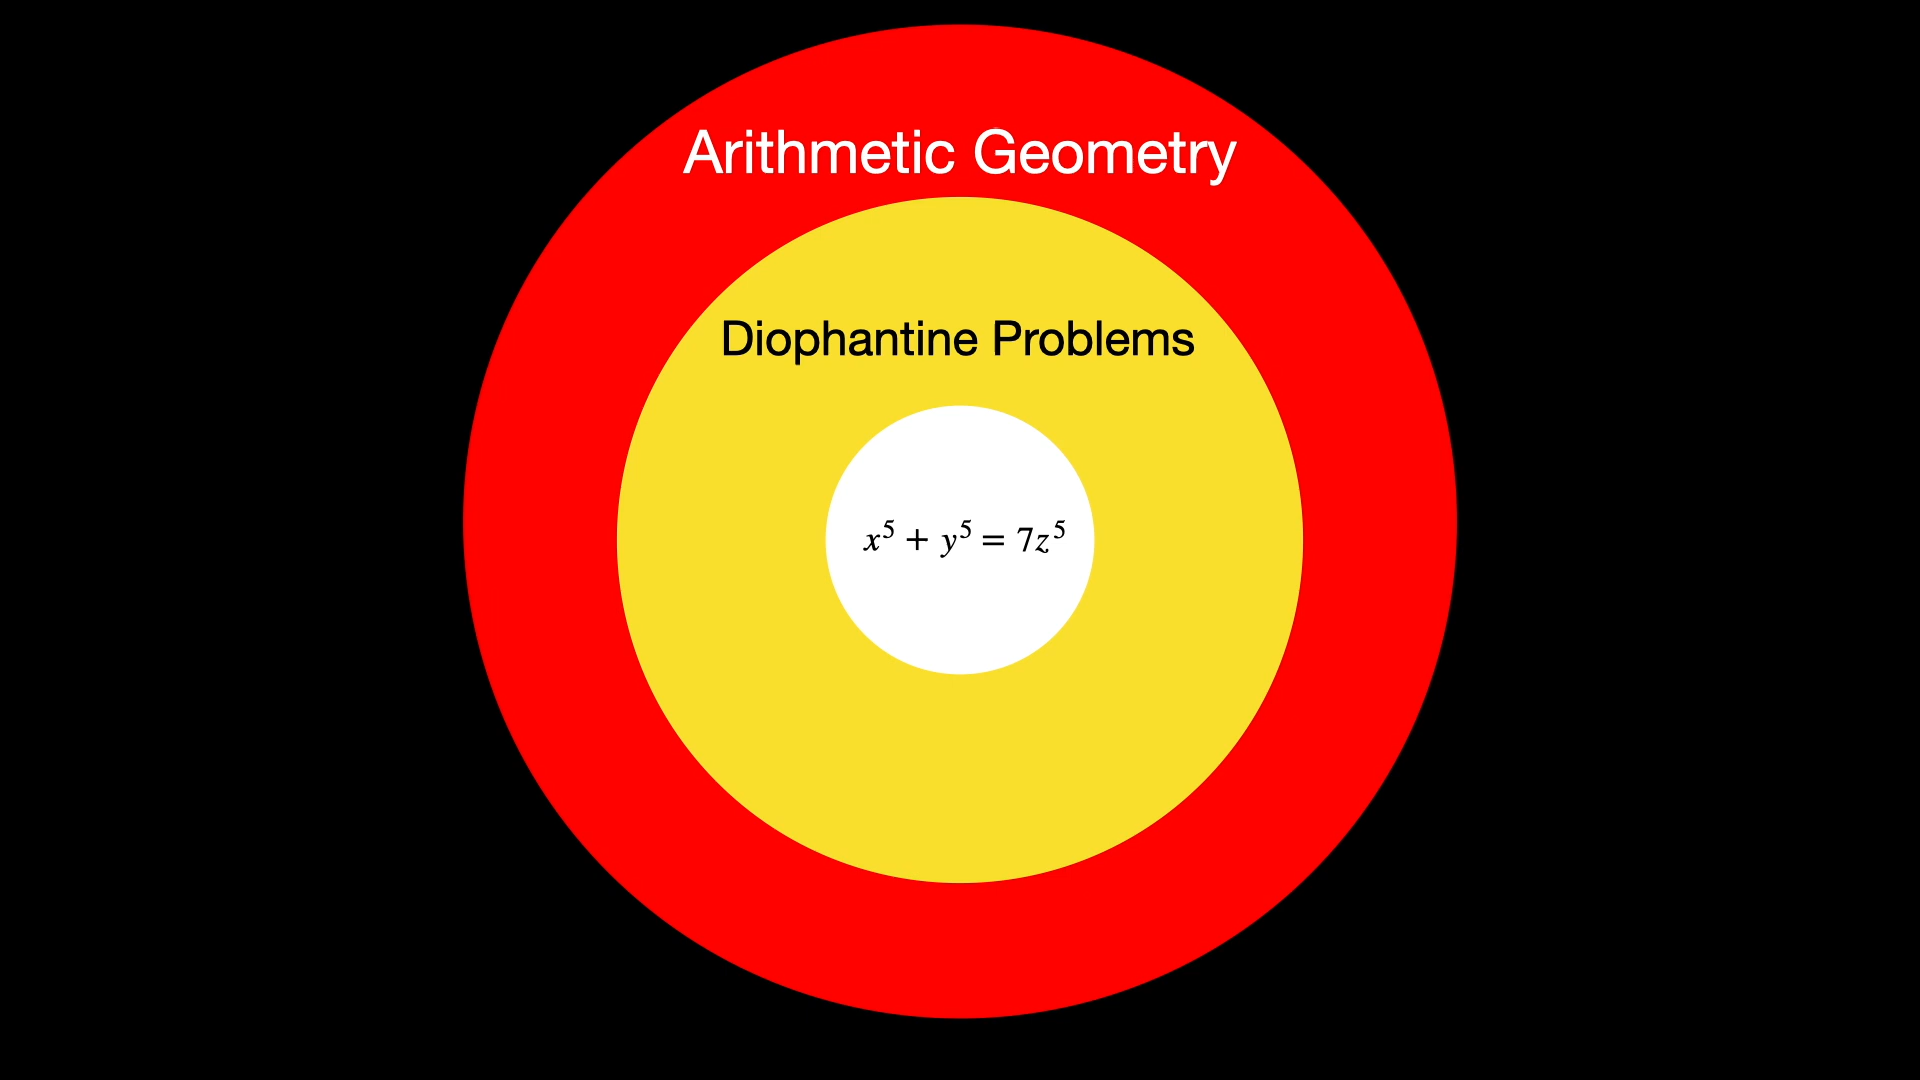 Arithmetic Geometry
Diophantine Problems
x⁵ + y⁵ = 7z⁵